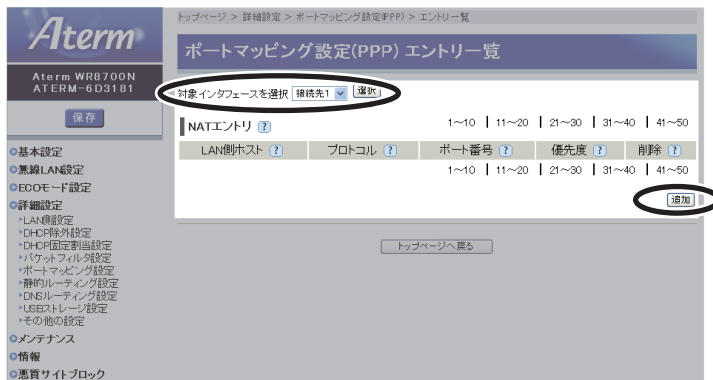 Aterm
Aterm WR8700N
ATERM-6D3181
保存
基本設定
無線LAN設定
ECOモード設定
詳細設定
LAN側設定
DHCP除外設定
DHCP固定割当設定
パケットフィルタ設定
ポートマッピング設定
静的ルーティング設定
DNSルーティング設定
USBストレージ設定
その他の設定
メンテナンス
情報
悪質サイトブロック
トップページ > 詳細設定 > ポートマッピング設定(PPP) > エントリ一覧
ポートマッピング設定(PPP) エントリ一覧
対象インタフェースを選択 接続先1 選択
NATエントリ ? 1～10 | 11～20 | 21～30 | 31～40 | 41～50
LAN側ホスト ? プロトコル ? ポート番号 ? 優先度 ? 削除 ?
1～10 | 11～20 | 21～30 | 31～40 | 41～50
追加
トップページへ戻る